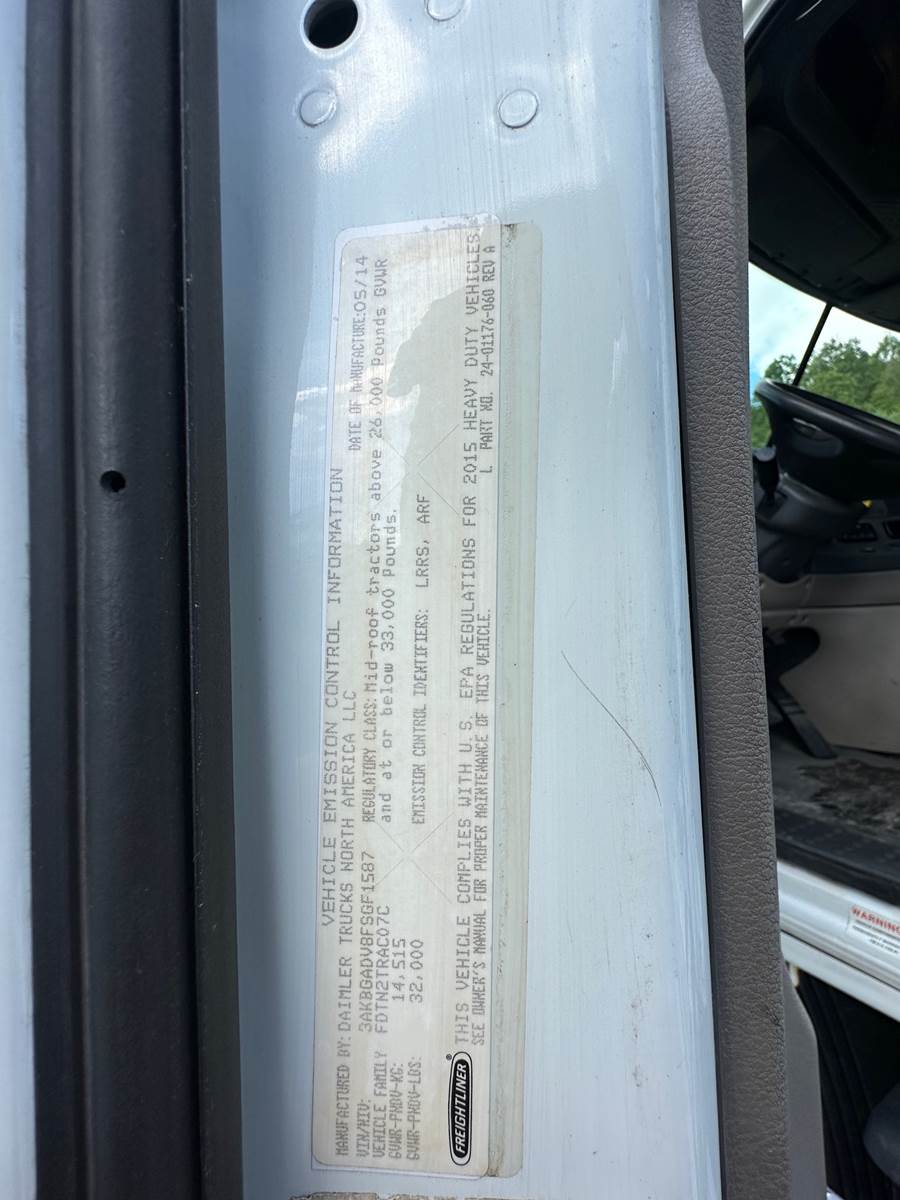 VEHICLE EMISSION CONTROL INFORMATION
MANUFACTURED BY: DAIMLER TRUCKS NORTH AMERICA LLC
DATE OF MANUFACTURE: 05/14
VIN/NIV: 3AKBGADV8FSGF1587
REGULATORY CLASS: Mid-roof tractors above 26,000 Pounds GVWR
VEHICLE FAMILY FDTN2TRAC07C
and at or below 33,000 Pounds.
GVWR-PNBV-KG: 14,515
GVWR-PNBV-LBS: 32,000
EMISSION CONTROL IDENTIFIERS: LRRS, ARF
FREIGHTLINER®
THIS VEHICLE COMPLIES WITH U.S. EPA REGULATIONS FOR 2015 HEAVY DUTY VEHICLES
SEE OWNER'S MANUAL FOR PROPER MAINTENANCE OF THIS VEHICLE.
L PART NO. 24-01176-060 REV A
WARNING